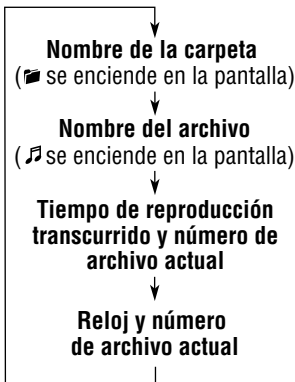 Nombre de la carpeta
( se enciende en la pantalla)
Nombre del archivo
( se enciende en la pantalla)
Tiempo de reproducción
transcurrido y número de
archivo actual
Reloj y número
de archivo actual